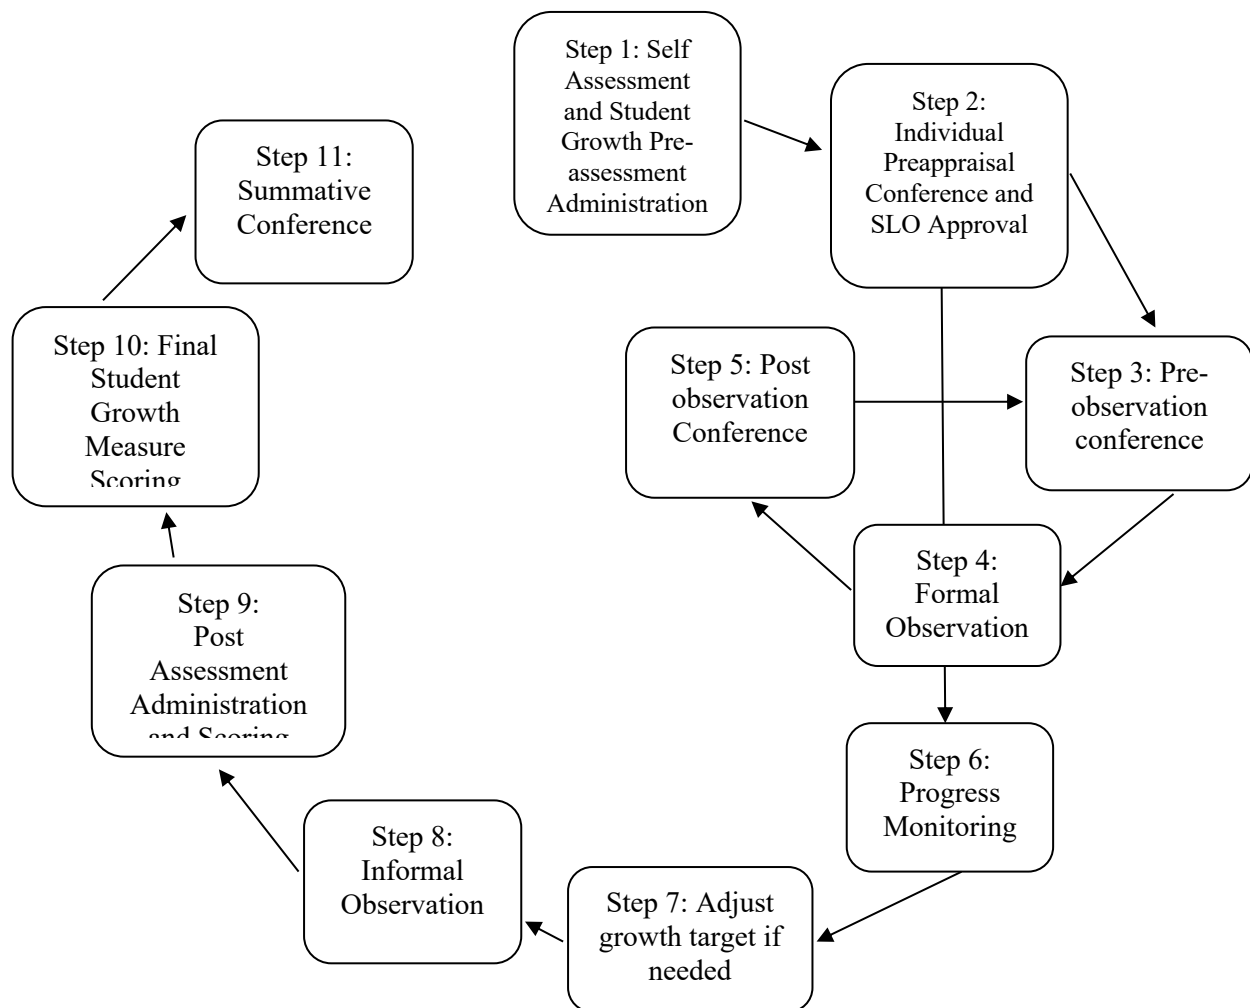 Step 1: Self
Assessment
and Student
Growth Pre-
assessment
Administration
Step 2:
Individual
Preappraisal
Conference and
SLO Approval
Step 3: Pre-
observation
conference
Step 4:
Formal
Observation
Step 5: Post
observation
Conference
Step 6:
Progress
Monitoring
Step 7: Adjust
growth target if
needed
Step 8:
Informal
Observation
Step 9:
Post
Assessment
Administration
and Scoring
Step 10: Final
Student
Growth
Measure
Scoring
Step 11:
Summative
Conference